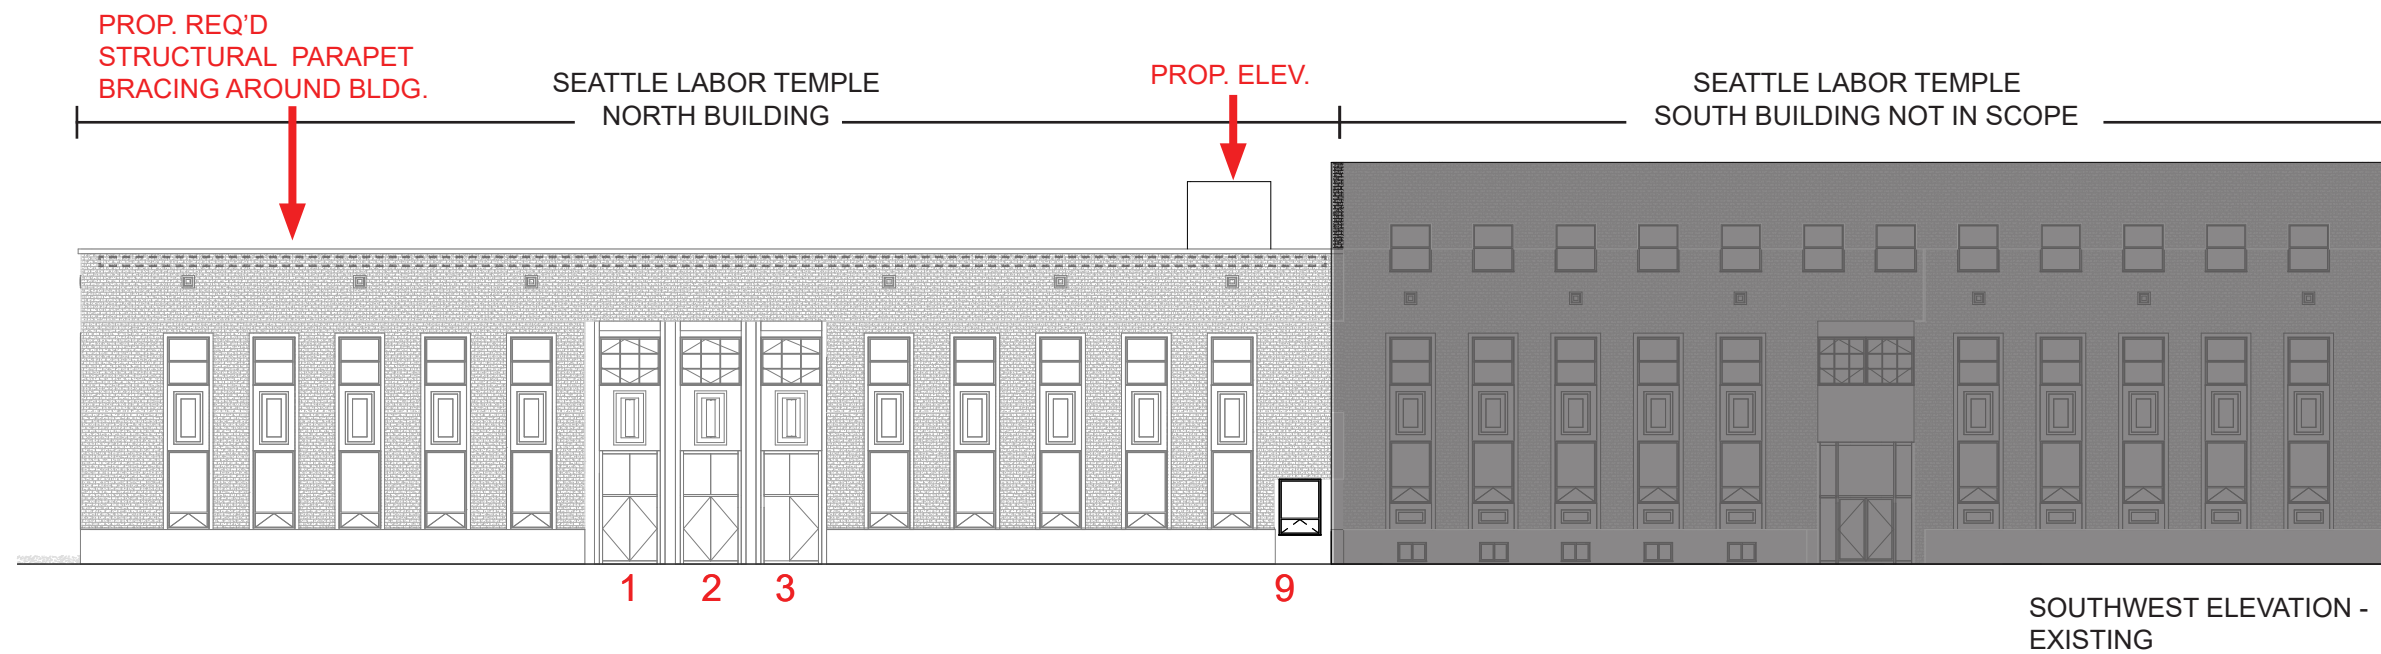 PROP. REQ'D
STRUCTURAL PARAPET
BRACING AROUND BLDG.
SEATTLE LABOR TEMPLE
NORTH BUILDING
PROP. ELEV.
SEATTLE LABOR TEMPLE
SOUTH BUILDING NOT IN SCOPE
1
2
3
9
SOUTHWEST ELEVATION -
EXISTING